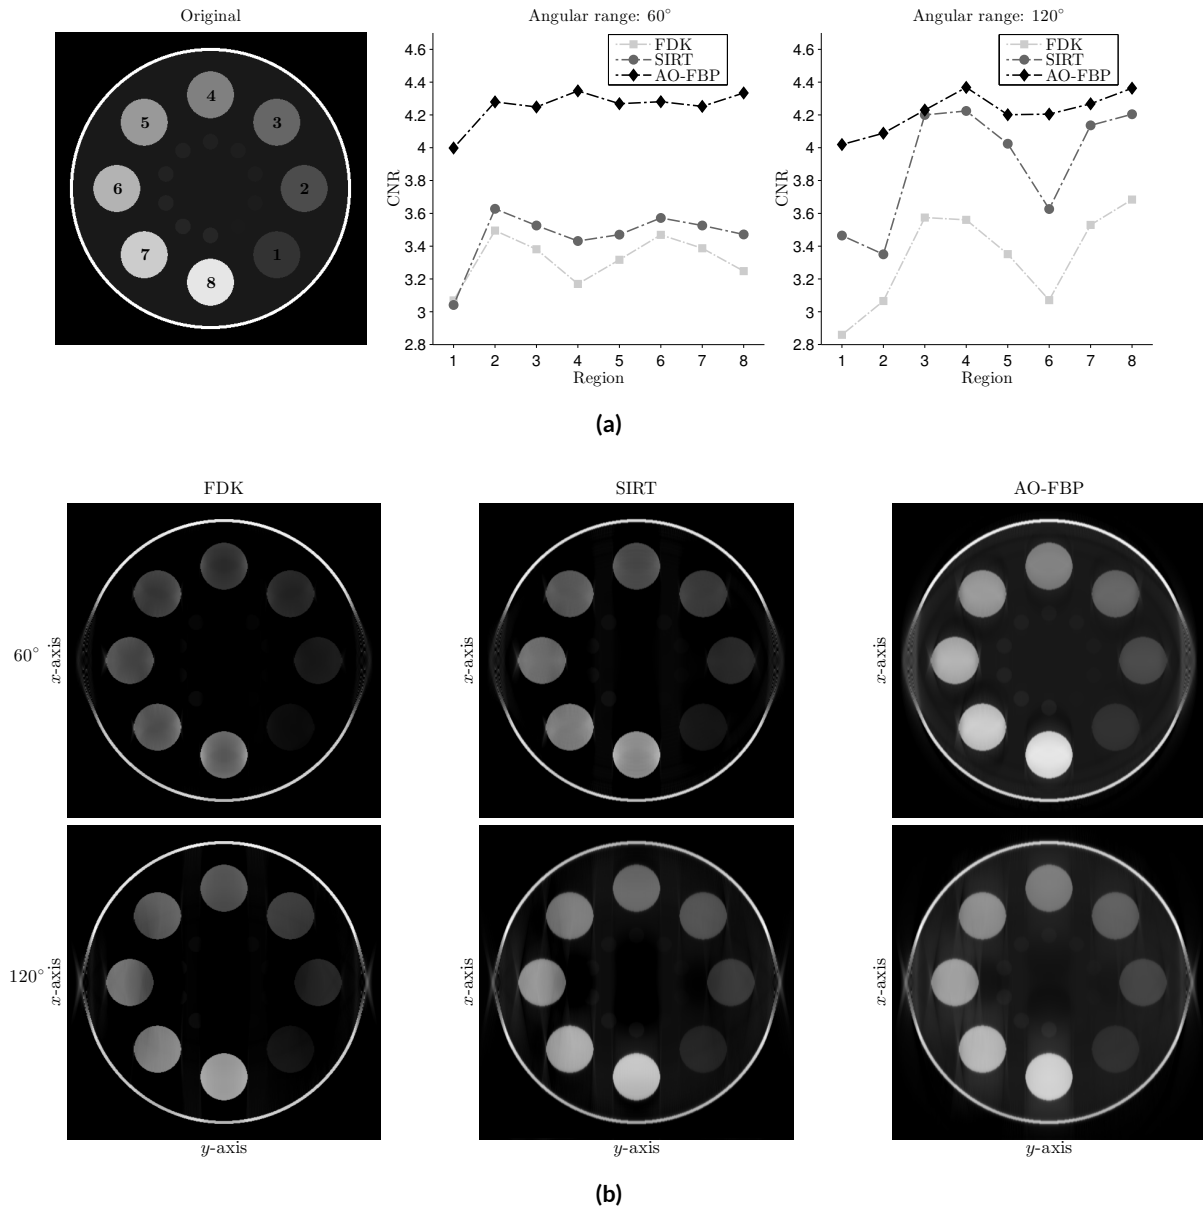 Original
4
5
3
6
2
7
1
8
Angular range: 60°
FDK
SIRT
AO-FBP
CNR
4.6
4.4
4.2
4
4.8
3.6
3.4
3.2
3
2.8
1 2 3 4 5 6 7 8
Region
Angular range: 120°
FDK
SIRT
AO-FBP
CNR
4.6
4.4
4.2
4
4.8
3.6
3.4
3.2
3
2.8
1 2 3 4 5 6 7 8
Region
(a)
FDK SIRT AO-FBP
60°
x-axis
x-axis
x-axis
120°
x-axis
x-axis
x-axis
y-axis y-axis y-axis
(b)